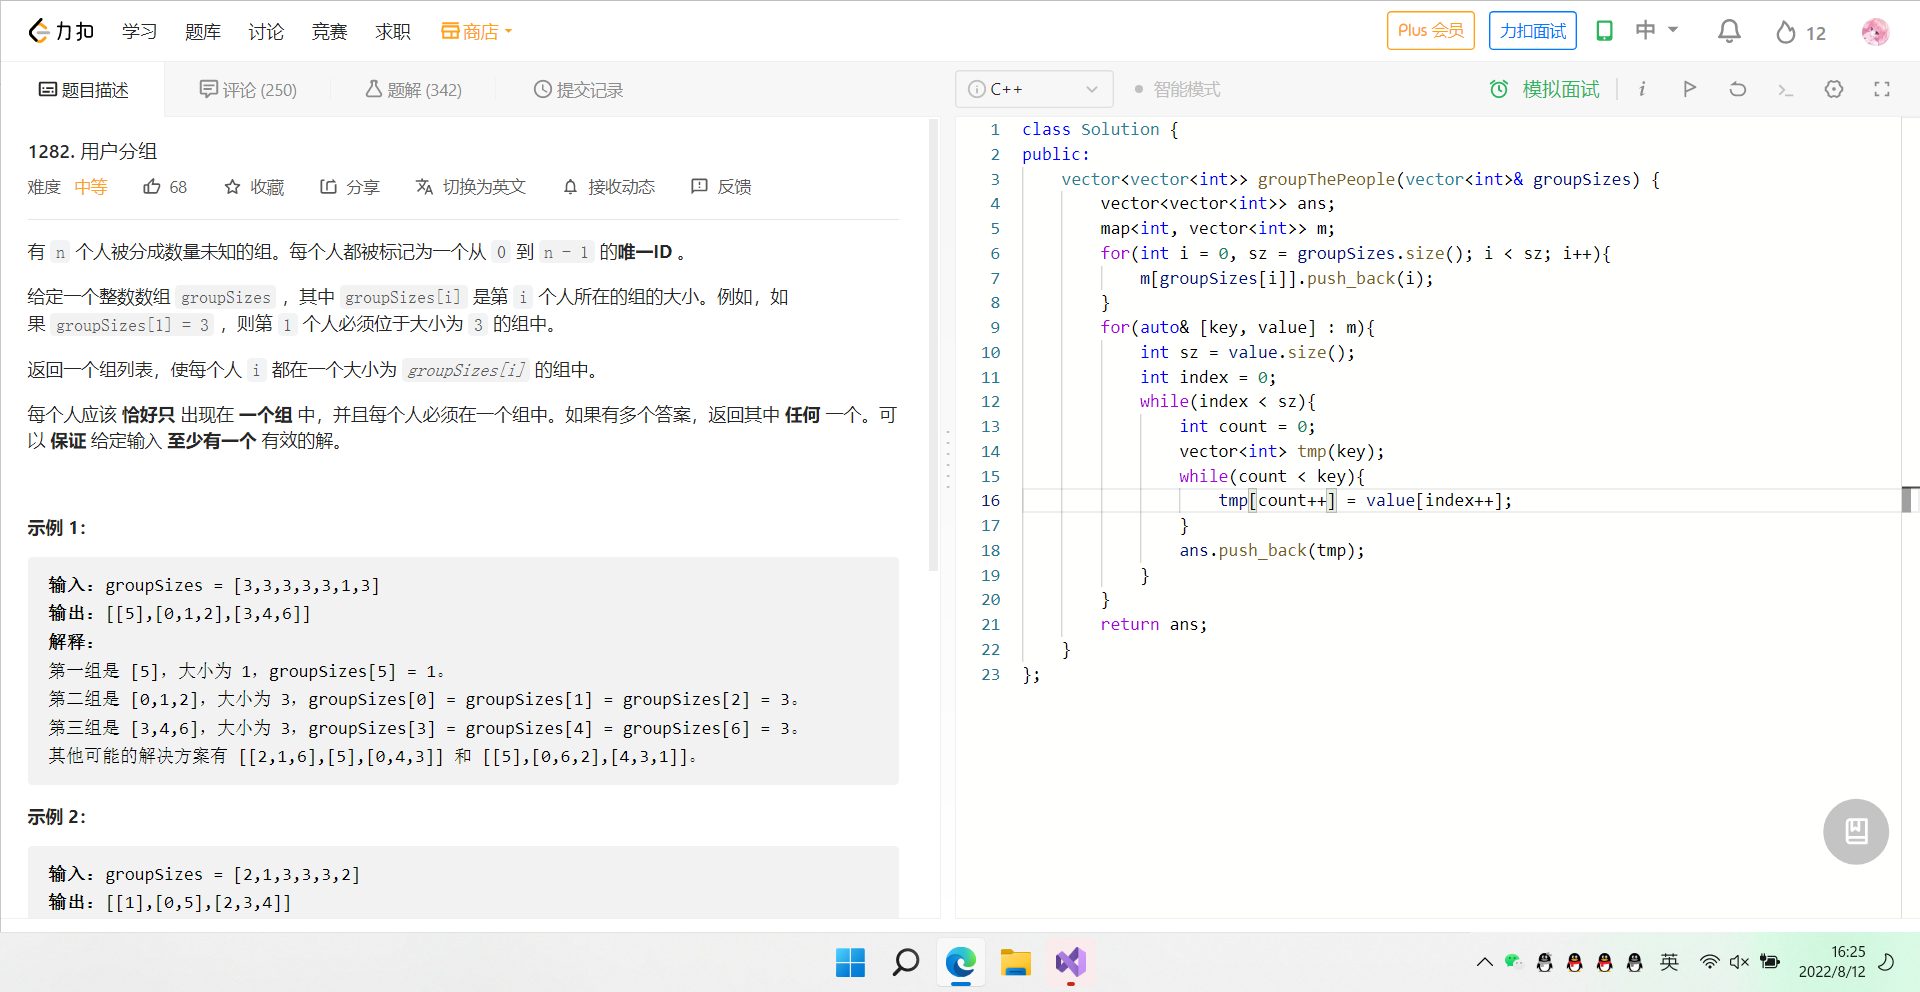 力扣 学习 题库 讨论 竞赛 求职 商店 Plus 会员 力扣面试 中 12
题目描述 评论 (250) 题解 (342) 提交记录
C++ 智能模式 模拟面试
1282. 用户分组
难度 中等 68 收藏 分享 切换为英文 接收动态 反馈
有 n 个人被分成数量未知的组。每个人都被标记为一个从 0 到 n - 1 的唯一ID 。
给定一个整数数组 groupSizes ，其中 groupSizes[i] 是第 i 个人所在的组的大小。例如，如
果 groupSizes[1] = 3 ，则第 1 个人必须位于大小为 3 的组中。
返回一个组列表，使每个人 i 都在一个大小为 groupSizes[i] 的组中。
每个人应该 恰好只 出现在 一个组 中，并且每个人必须在一个组中。如果有多个答案，返回其中 任何 一个。可
以 保证 给定输入 至少有一个 有效的解。
示例 1：
输入：groupSizes = [3,3,3,3,3,1,3]
输出：[[5],[0,1,2],[3,4,6]]
解释：
第一组是 [5]，大小为 1，groupSizes[5] = 1。
第二组是 [0,1,2]，大小为 3，groupSizes[0] = groupSizes[1] = groupSizes[2] = 3。
第三组是 [3,4,6]，大小为 3，groupSizes[3] = groupSizes[4] = groupSizes[6] = 3。
其他可能的解决方案有 [[2,1,6],[5],[0,4,3]] 和 [[5],[0,6,2],[4,3,1]]。
示例 2：
输入：groupSizes = [2,1,3,3,3,2]
输出：[[1],[0,5],[2,3,4]]
1 class Solution {
2 public:
3     vector<vector<int>> groupThePeople(vector<int>& groupSizes) {
4         vector<vector<int>> ans;
5         map<int, vector<int>> m;
6         for(int i = 0, sz = groupSizes.size(); i < sz; i++){
7             m[groupSizes[i]].push_back(i);
8         }
9         for(auto& [key, value] : m){
10             int sz = value.size();
11             int index = 0;
12             while(index < sz){
13                 int count = 0;
14                 vector<int> tmp(key);
15                 while(count < key){
16                     tmp[count++] = value[index++];
17                 }
18                 ans.push_back(tmp);
19             }
20         }
21         return ans;
22     }
23 };
英 16:25
2022/8/12